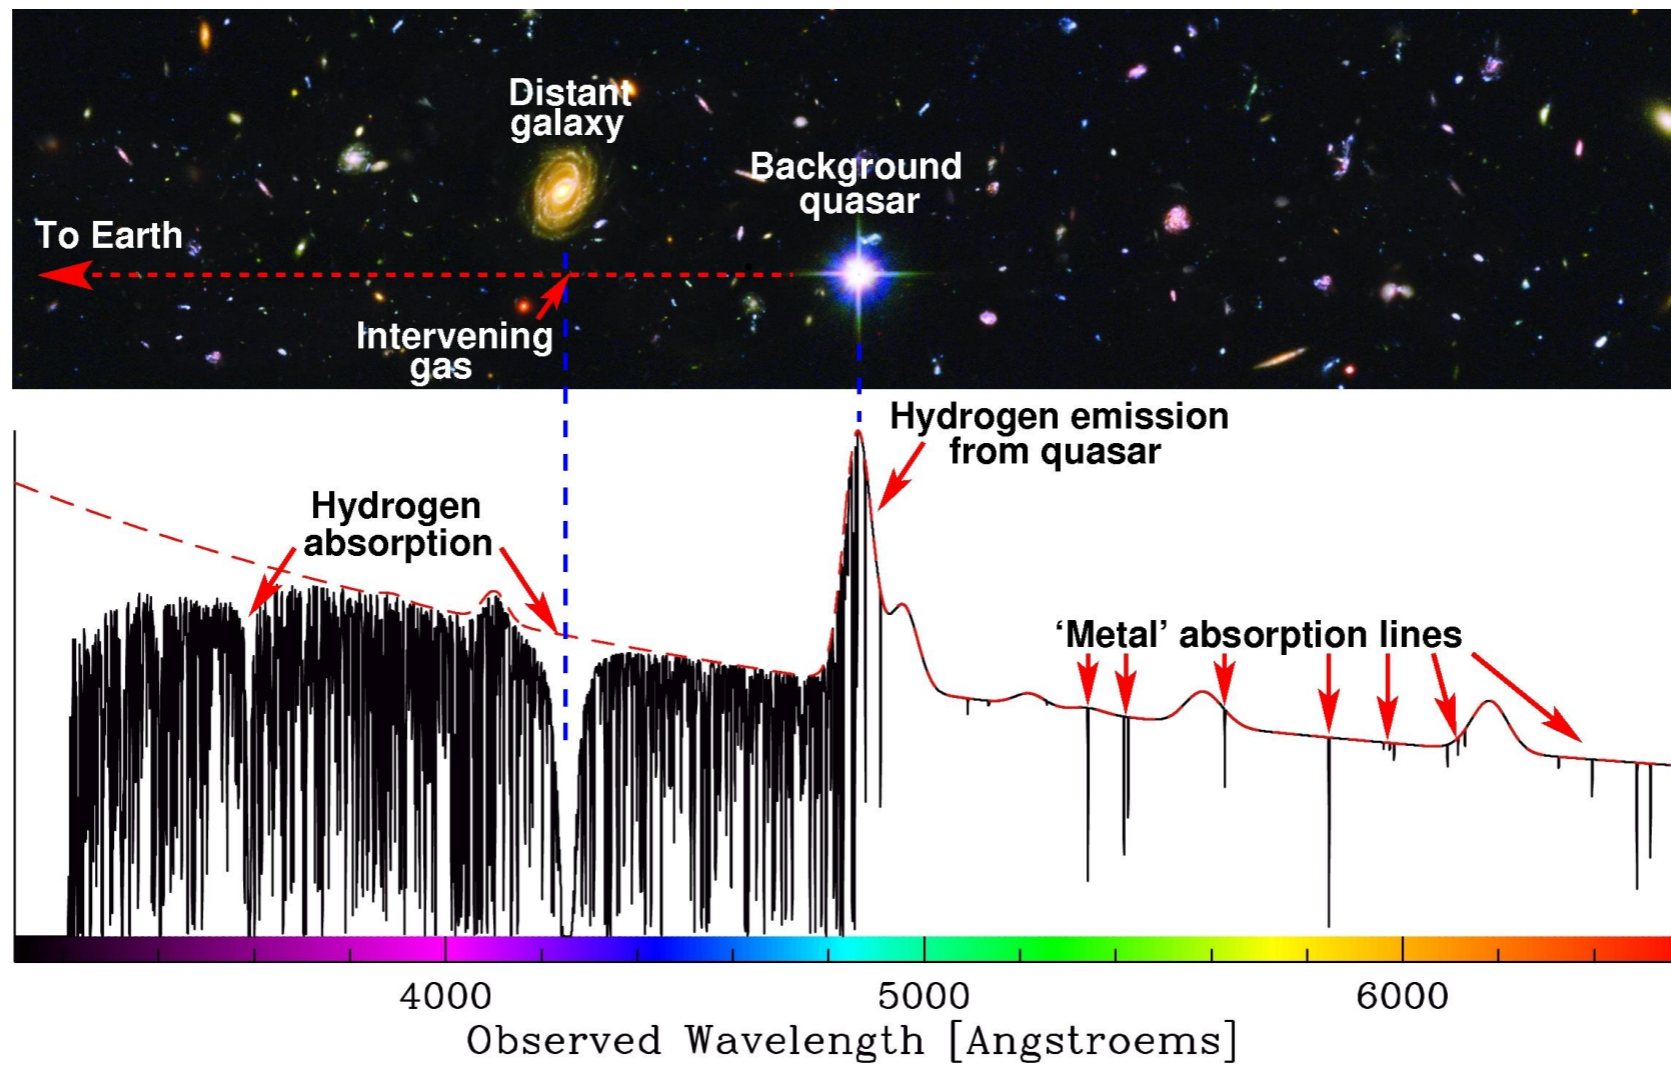 Distant
galaxy
Background
quasar
To Earth
Intervening
gas
Hydrogen emission
from quasar
Hydrogen
absorption
‘Metal’ absorption lines
4000
5000
6000
Observed Wavelength [Angstroems]